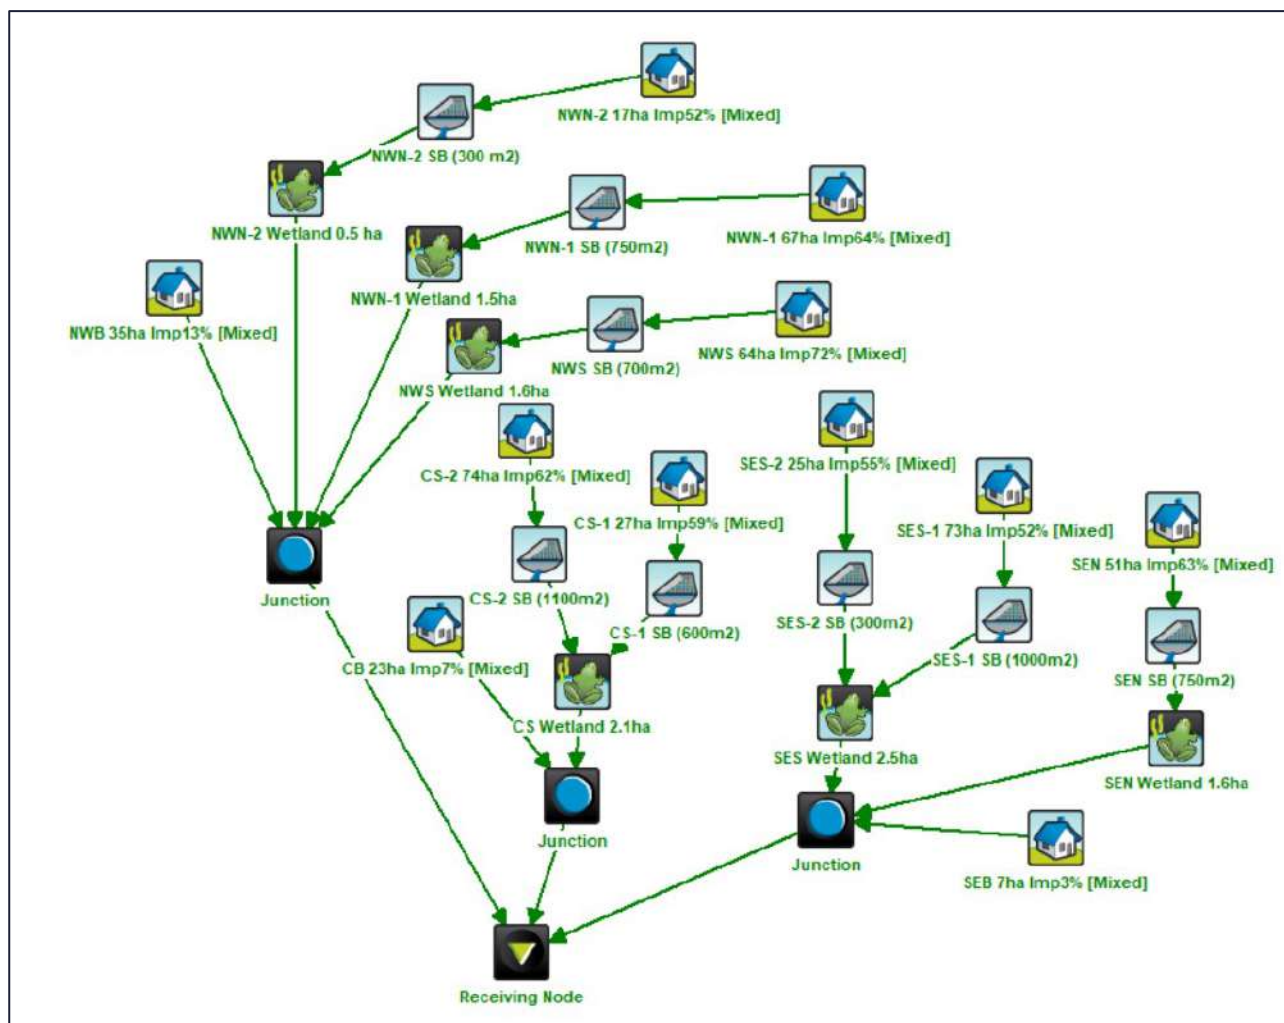 NWN-2 17ha Imp52% [Mixed]
NWN-2 SB (300 m2)
NWN-2 Wetland 0.5 ha
NWN-1 67ha Imp64% [Mixed]
NWN-1 SB (750m2)
NWN-1 Wetland 1.5ha
NWB 35ha Imp13% [Mixed]
NWS 64ha Imp72% [Mixed]
NWS SB (700m2)
NWS Wetland 1.6ha
CS-2 74ha Imp62% [Mixed]
SES-2 25ha Imp55% [Mixed]
CS-1 27ha Imp59% [Mixed]
SES-1 73ha Imp52% [Mixed]
SEN 51ha Imp63% [Mixed]
Junction
CS-2 SB (1100m2)
CS-1 SB (600m2)
SES-2 SB (300m2)
SES-1 SB (1000m2)
SEN SB (750m2)
CB 23ha Imp7% [Mixed]
CS Wetland 2.1ha
SES Wetland 2.5ha
SEN Wetland 1.6ha
Junction
Junction
SEB 7ha Imp3% [Mixed]
Receiving Node